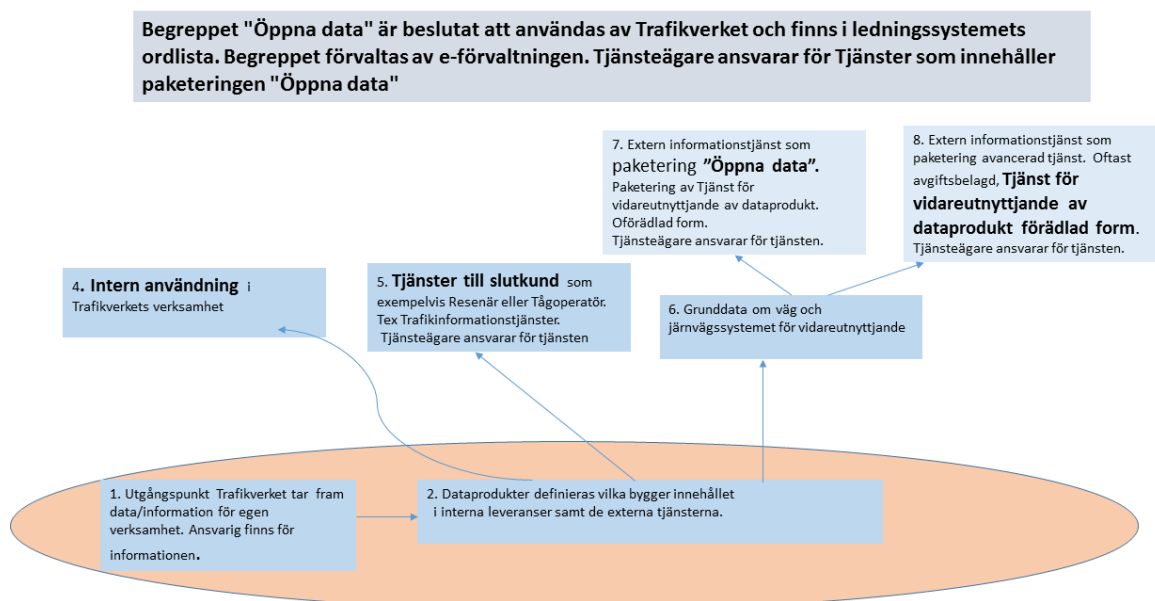 Begreppet "Öppna data" är beslutat att användas av Trafikverket och finns i ledningssystemets
ordlista. Begreppet förvaltas av e-förvaltningen. Tjänsteägare ansvarar för Tjänster som innehåller
paketeringen "Öppna data"
7. Extern informationstjänst som
paketering ”Öppna data”.
Paketering av Tjänst för
vidareutnyttjande av dataprodukt.
Oförädlad form.
Tjänsteägare ansvarar för tjänsten.
8. Extern informationstjänst som
paketering avancerad tjänst. Oftast
avgiftsbelagd, Tjänst för
vidareutnyttjande av
dataprodukt förädlad form.
Tjänsteägare ansvarar för tjänsten.
4. Intern användning i
Trafikverkets verksamhet
5. Tjänster till slutkund som
exempelvis Resenär eller Tågoperatör.
Tex Trafikinformationstjänster.
Tjänsteägare ansvarar för tjänsten
6. Grunddata om väg och
järnvägssystemet för vidareutnyttjande
1. Utgångspunkt Trafikverket tar fram
data/information för egen
verksamhet. Ansvarig finns för
informationen.
2. Dataprodukter definieras vilka bygger innehållet
i interna leveranser samt de externa tjänsterna.